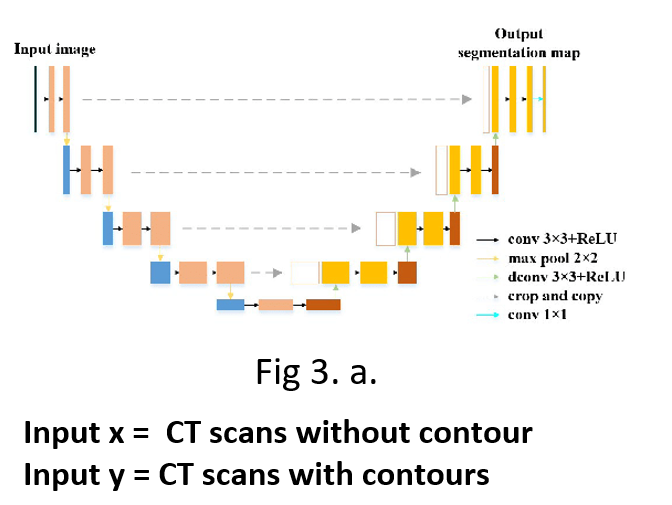 Input image
Output
segmentation map
conv 3×3+ReLU
max pool 2×2
dconv 3×3+ReLU
crop and copy
conv 1×1
Fig 3. a.
Input x = CT scans without contour
Input y = CT scans with contours